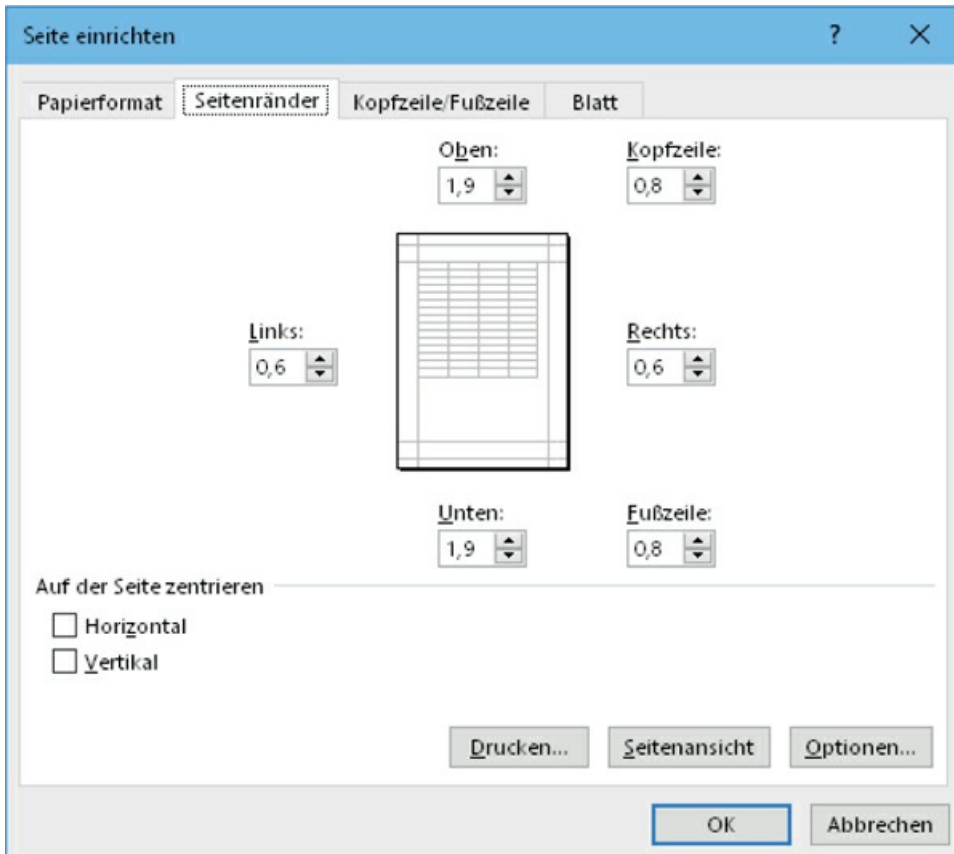 Seite einrichten ?
Papierformat Seitenränder Kopfzeile/Fußzeile Blatt
Oben: Kopfzeile:
1,9 0,8
Links: Rechts:
0,6 0,6
Unten: Fußzeile:
1,9 0,8
Auf der Seite zentrieren
Horizontal
Vertikal
Drucken... Seitenansicht Optionen...
OK Abbrechen